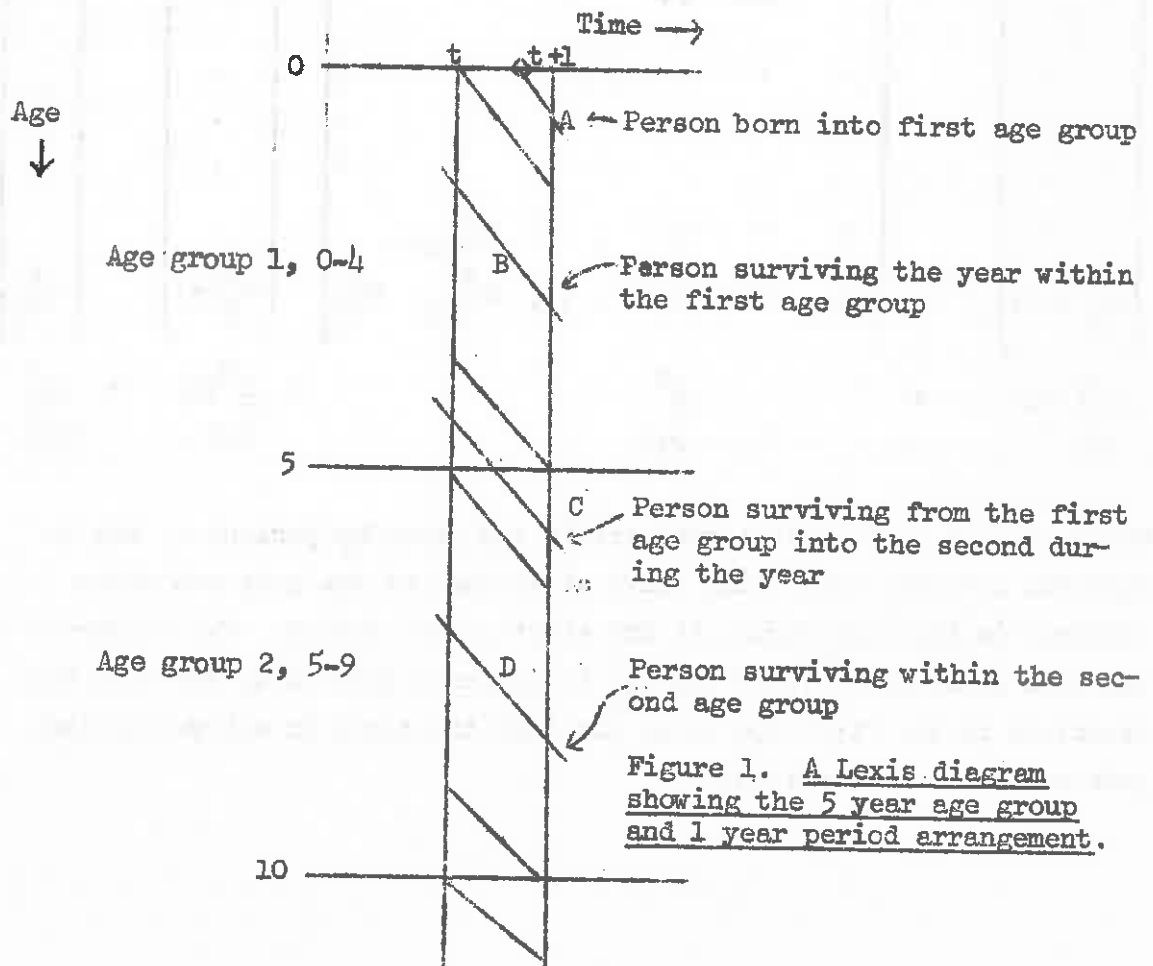 Time →
t t+1
0
Age
↓
A ← Person born into first age group
Age group 1, 0-4
B
Person surviving the year within
the first age group
5
C
Person surviving from the first
age group into the second dur-
ing the year
Age group 2, 5-9
D
Person surviving within the sec-
ond age group
Figure 1. A Lexis diagram
showing the 5 year age group
and 1 year period arrangement.
10